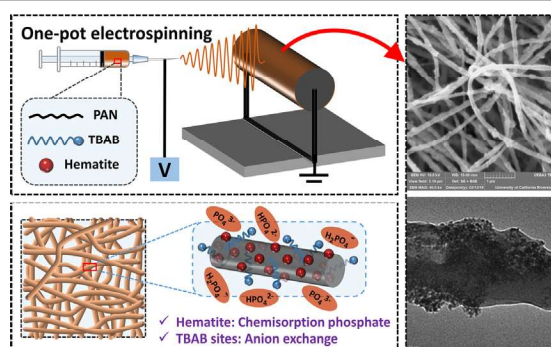 One-pot electrospinning
PAN
TBAB
Hematite
V
PO₄³⁻
HPO₄²⁻
H₂PO₄⁻
H₂PO₄⁻
HPO₄²⁻
PO₄³⁻
✓ Hematite: Chemisorption phosphate
✓ TBAB sites: Anion exchange